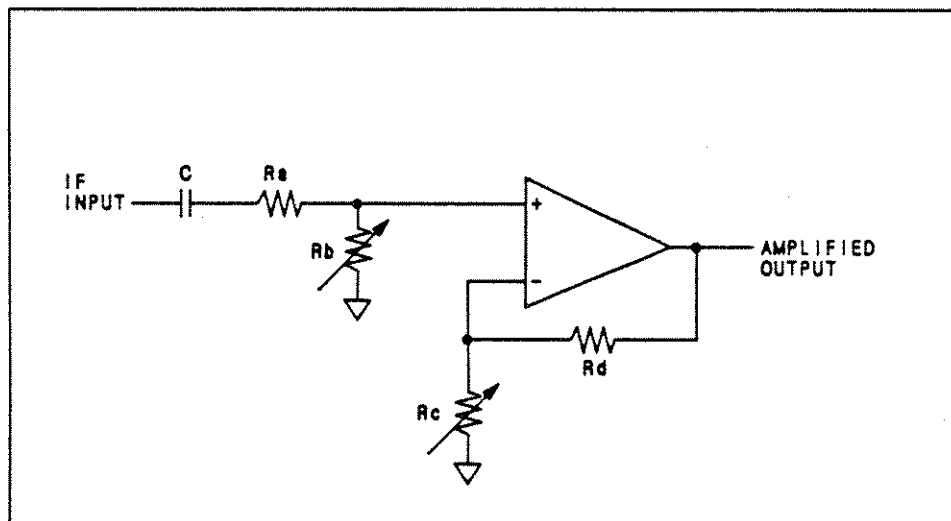 C
Ra
IF
INPUT
Rb
+
-
AMPLIFIED
OUTPUT
Rd
Rc